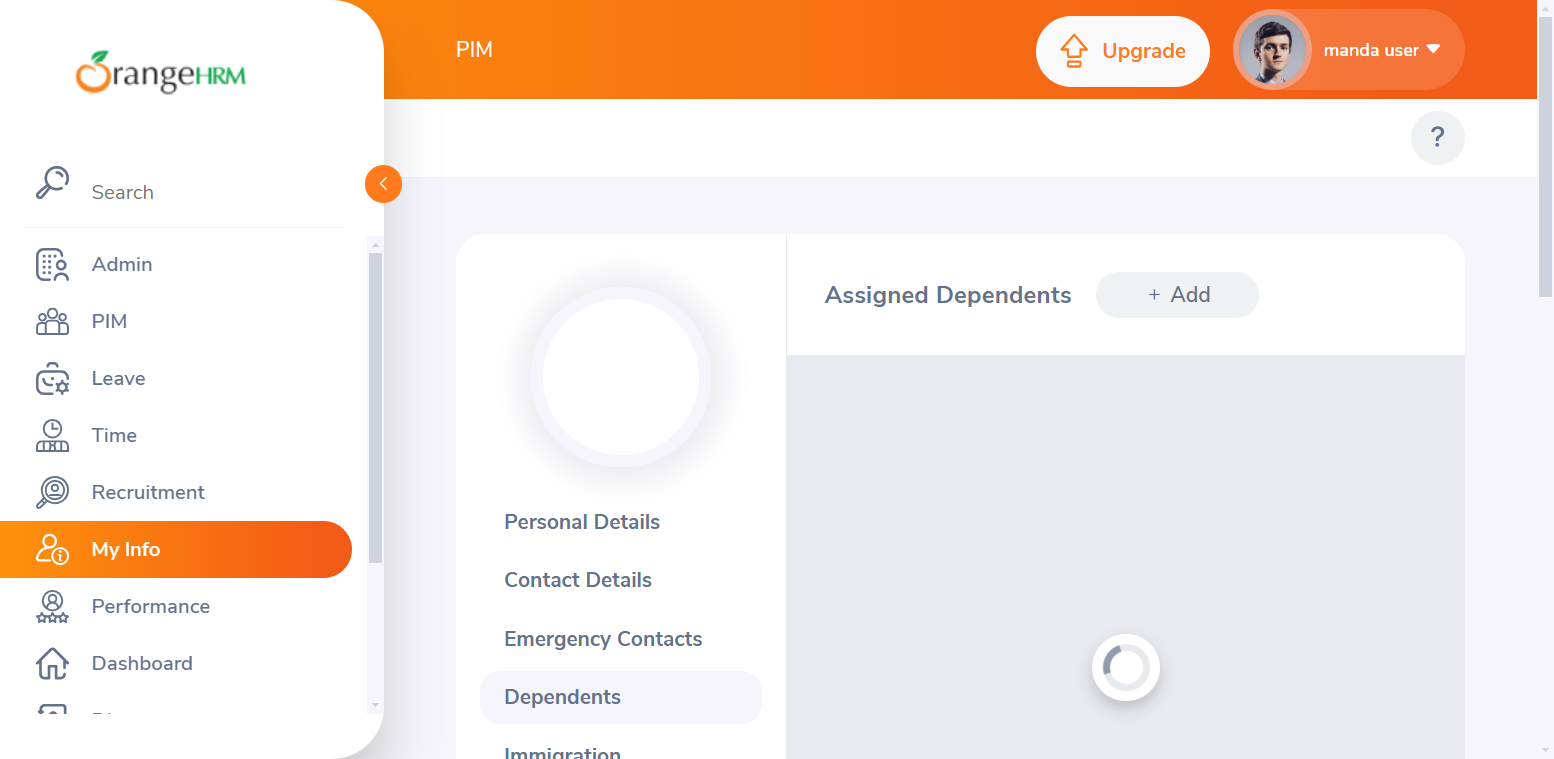 OrangeHRM
PIM
Upgrade
manda user
?
Search
Admin
PIM
Leave
Time
Recruitment
My Info
Performance
Dashboard
Assigned Dependents
+ Add
Personal Details
Contact Details
Emergency Contacts
Dependents
Immigration